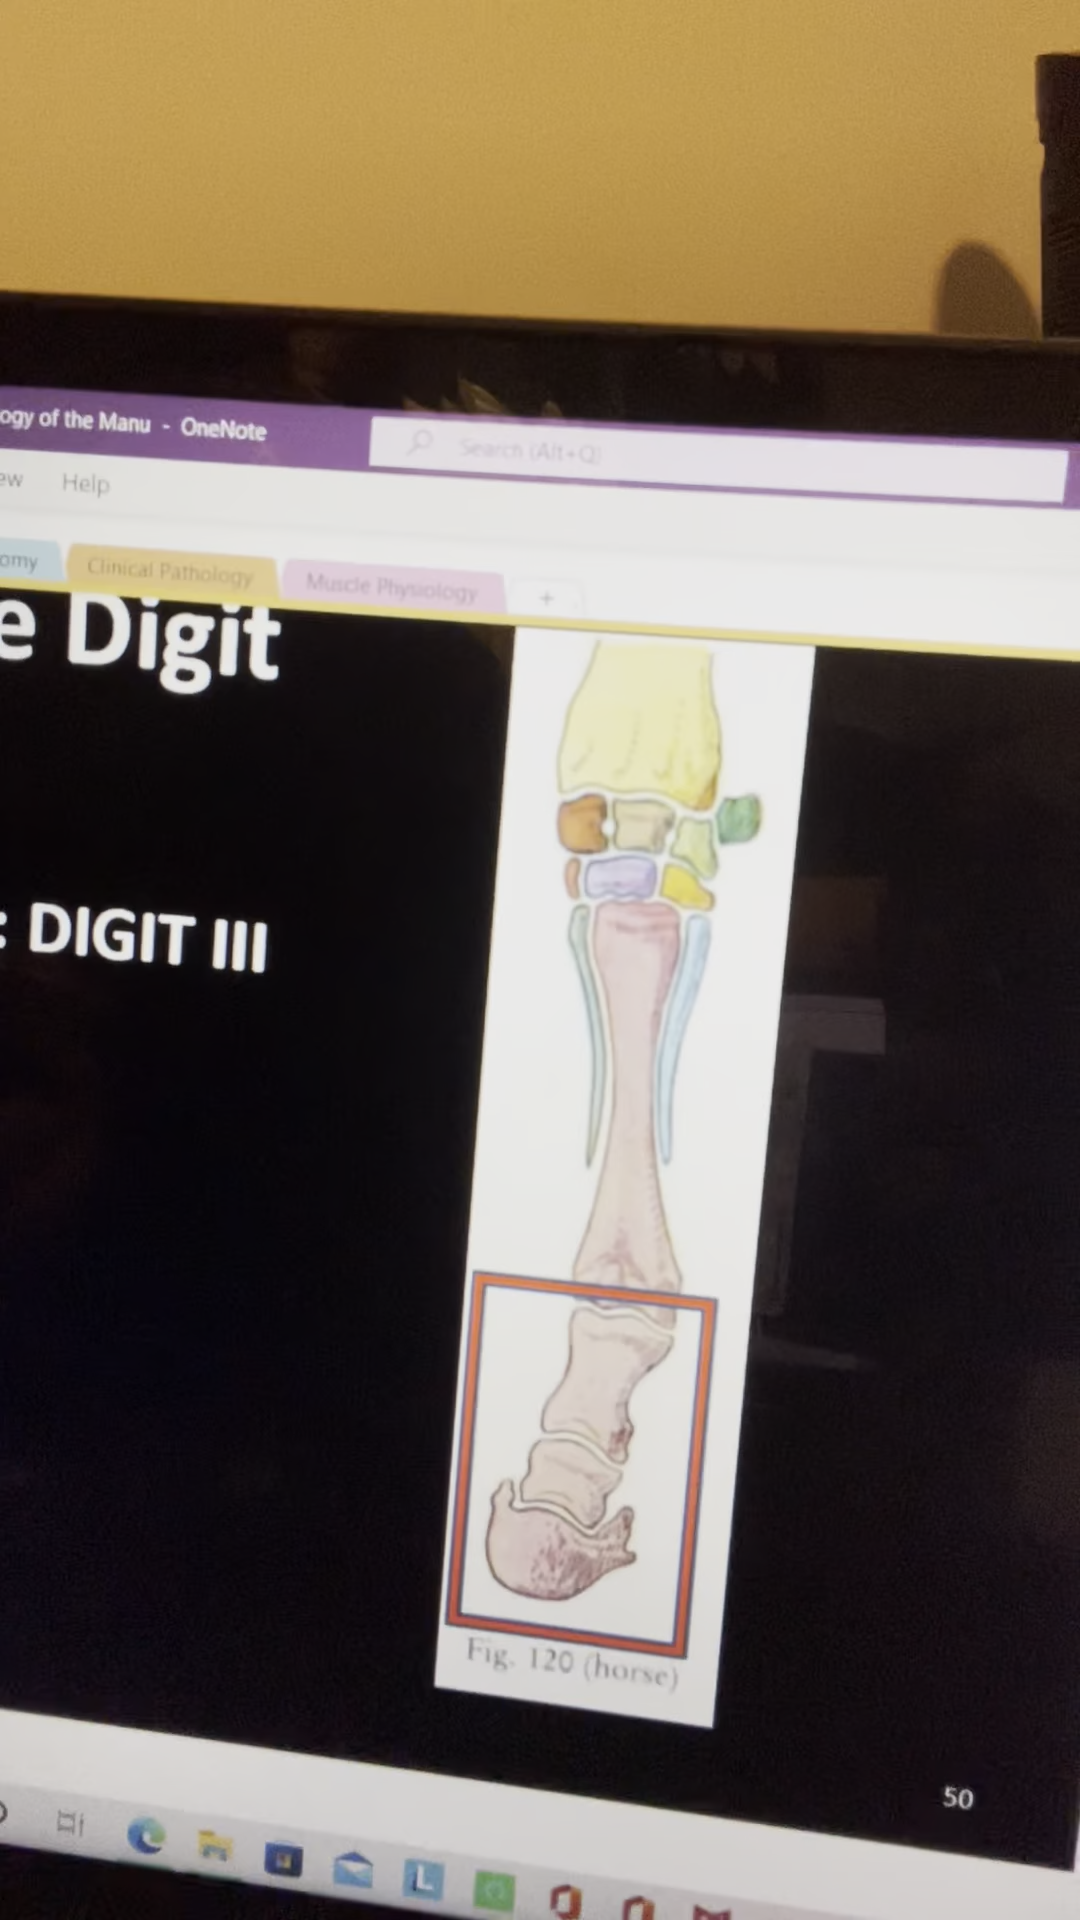 ogy of the Manu - OneNote
Search (Alt+Q)
ew Help
omy Clinical Pathology Muscle Physiology +
e Digit
: DIGIT III
Fig. 120 (horse)
50
L